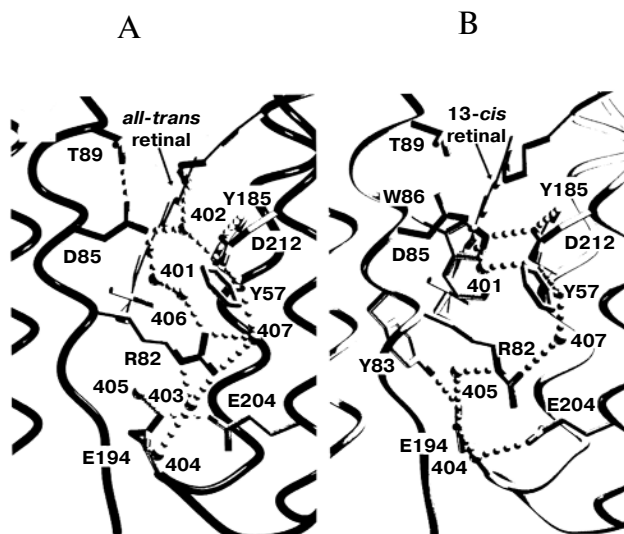 A
all-trans
retinal
T89
402
Y185
D212
D85
401
Y57
406
407
R82
405
403
E204
E194
404
B
13-cis
retinal
T89
W86
Y185
D85
D212
401
Y57
407
R82
Y83
405
E204
E194
404